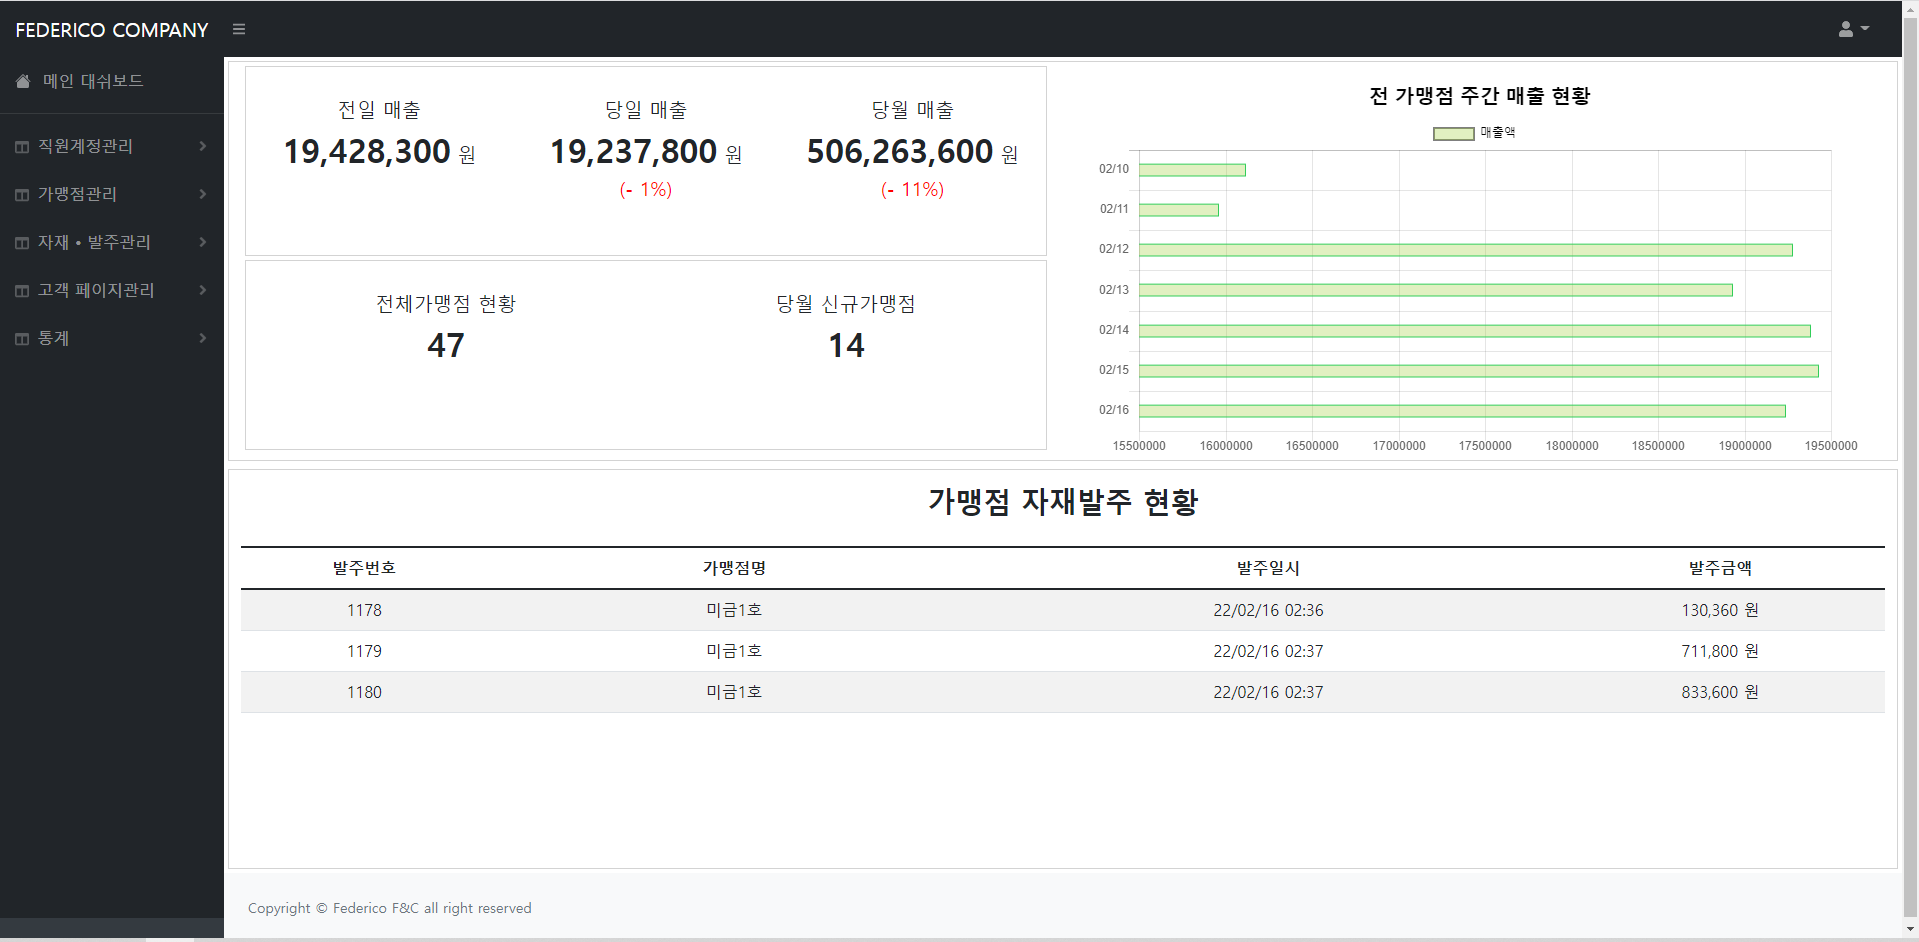 FEDERICO COMPANY
메인 대쉬보드
직원계정관리
가맹점관리
자재 • 발주관리
고객 페이지관리
통계
전일 매출
19,428,300 원
당일 매출
19,237,800 원
(- 1%)
당월 매출
506,263,600 원
(- 11%)
전체가맹점 현황
47
당월 신규가맹점
14
전 가맹점 주간 매출 현황
매출액
02/10
02/11
02/12
02/13
02/14
02/15
02/16
15500000 16000000 16500000 17000000 17500000 18000000 18500000 19000000 19500000
가맹점 자재발주 현황
발주번호 가맹점명 발주일시 발주금액
1178 미금1호 22/02/16 02:36 130,360 원
1179 미금1호 22/02/16 02:37 711,800 원
1180 미금1호 22/02/16 02:37 833,600 원
Copyright © Federico F&C all right reserved